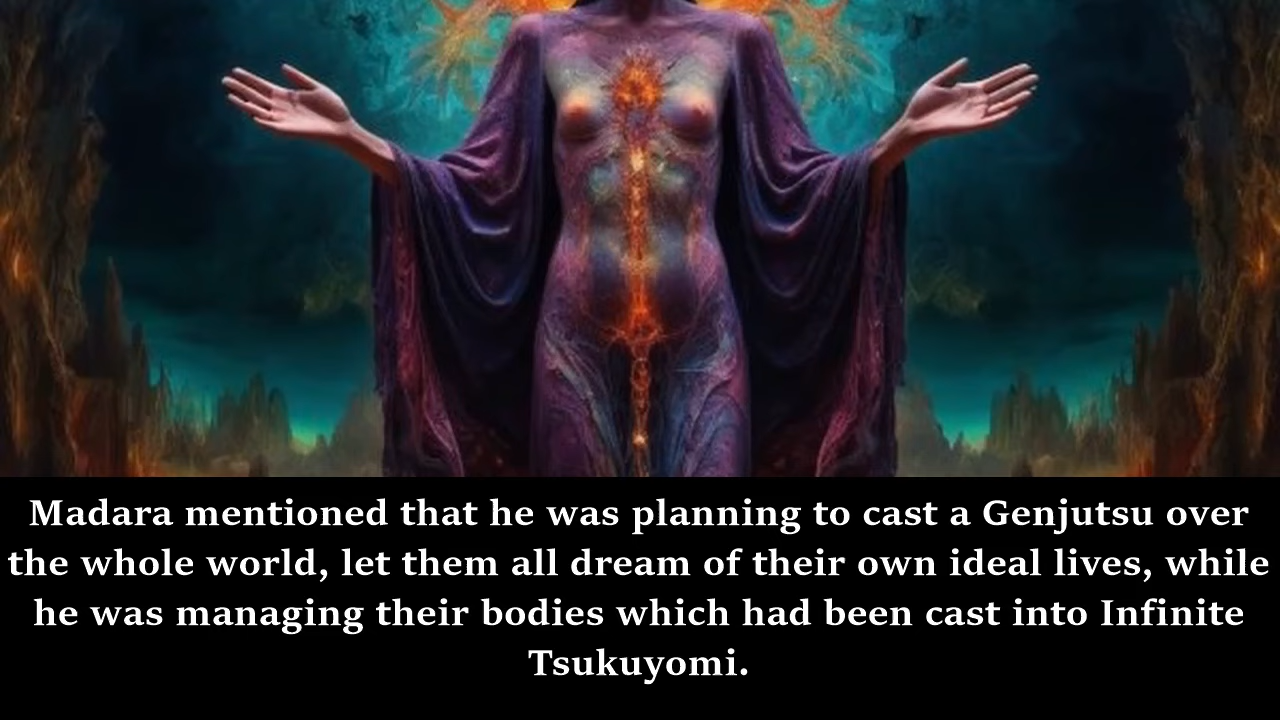 Madara mentioned that he was planning to cast a Genjutsu over
the whole world, let them all dream of their own ideal lives, while
he was managing their bodies which had been cast into Infinite
Tsukuyomi.